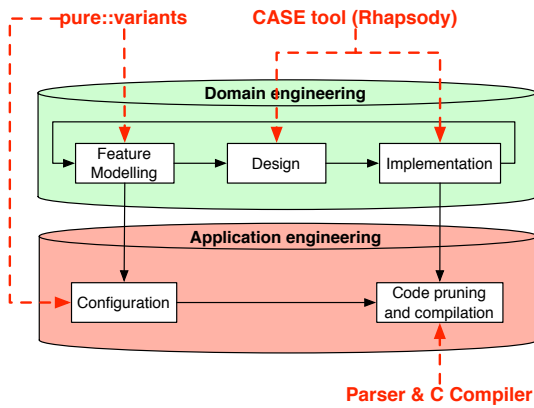 pure::variants
CASE tool (Rhapsody)
Domain engineering
Feature
Modelling
Design
Implementation
Application engineering
Configuration
Code pruning
and compilation
Parser & C Compiler